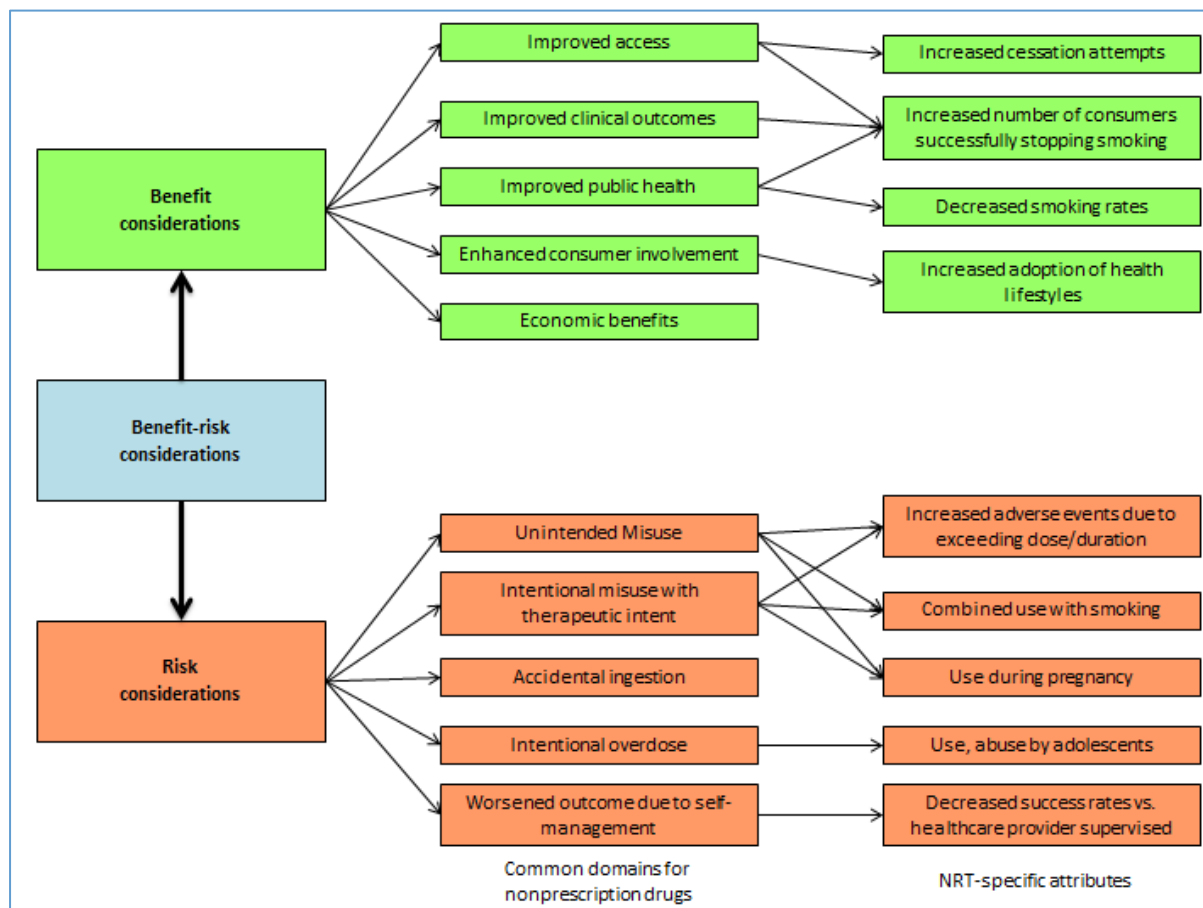 Improved access
Increased cessation attempts
Improved clinical outcomes
Increased number of consumers
successfully stopping smoking
Benefit
considerations
Improved public health
Decreased smoking rates
Enhanced consumer involvement
Increased adoption of health
lifestyles
Economic benefits
Benefit-risk
considerations
Unintended Misuse
Increased adverse events due to
exceeding dose/duration
Intentional misuse with
therapeutic intent
Combined use with smoking
Risk
considerations
Accidental ingestion
Use during pregnancy
Intentional overdose
Use, abuse by adolescents
Worsened outcome due to self-
management
Decreased success rates vs.
healthcare provider supervised
Common domains for
nonprescription drugs
NRT-specific attributes